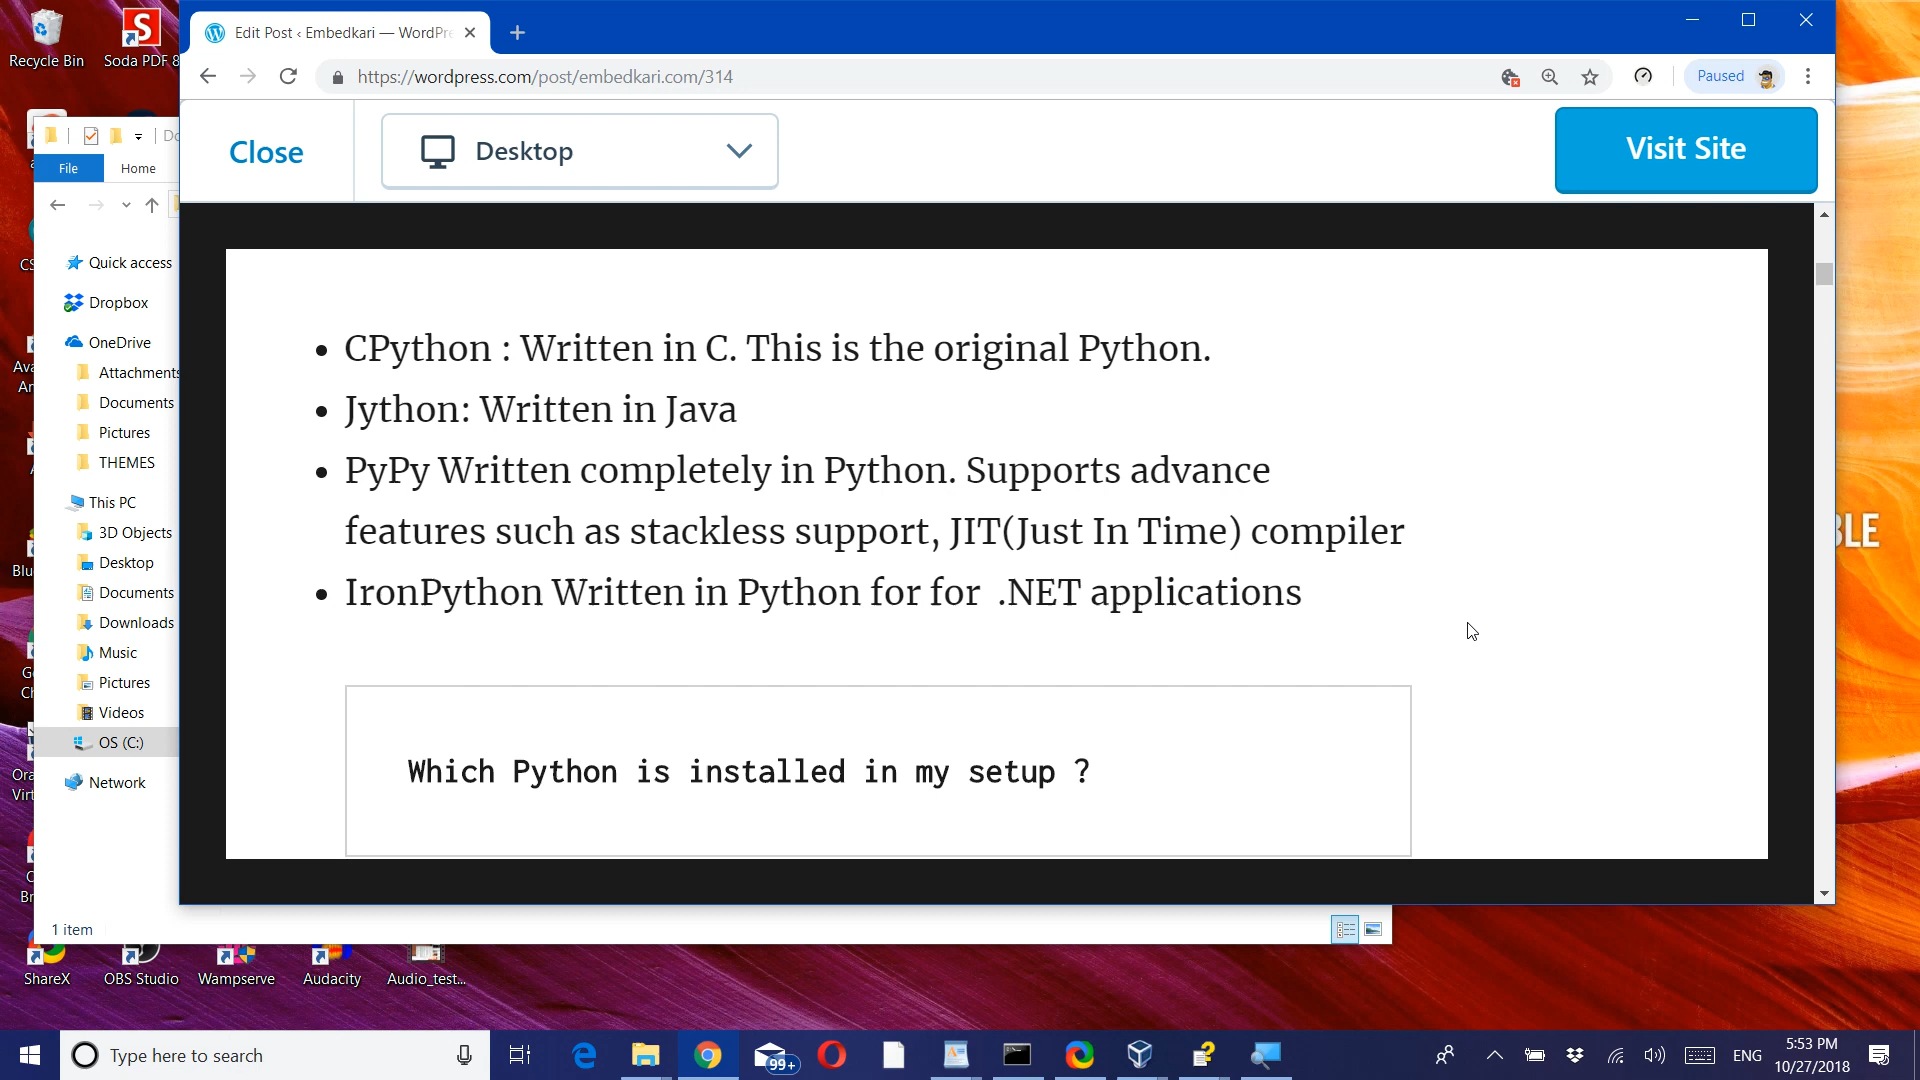 Recycle Bin
Soda PDF 8
Edit Post ‹ Embedkari — WordPre
https://wordpress.com/post/embedkari.com/314
Paused
Close
Desktop
Visit Site
File
Home
Quick access
Dropbox
OneDrive
Attachments
Documents
Pictures
THEMES
This PC
3D Objects
Desktop
Documents
Downloads
Music
Pictures
Videos
OS (C:)
Network
1 item
• CPython : Written in C. This is the original Python.
• Jython: Written in Java
• PyPy Written completely in Python. Supports advance
features such as stackless support, JIT(Just In Time) compiler
• IronPython Written in Python for for .NET applications
Which Python is installed in my setup ?
BLE
ShareX
OBS Studio
Wampserve
Audacity
Audio_test...
Type here to search
99+
ENG
5:53 PM
10/27/2018